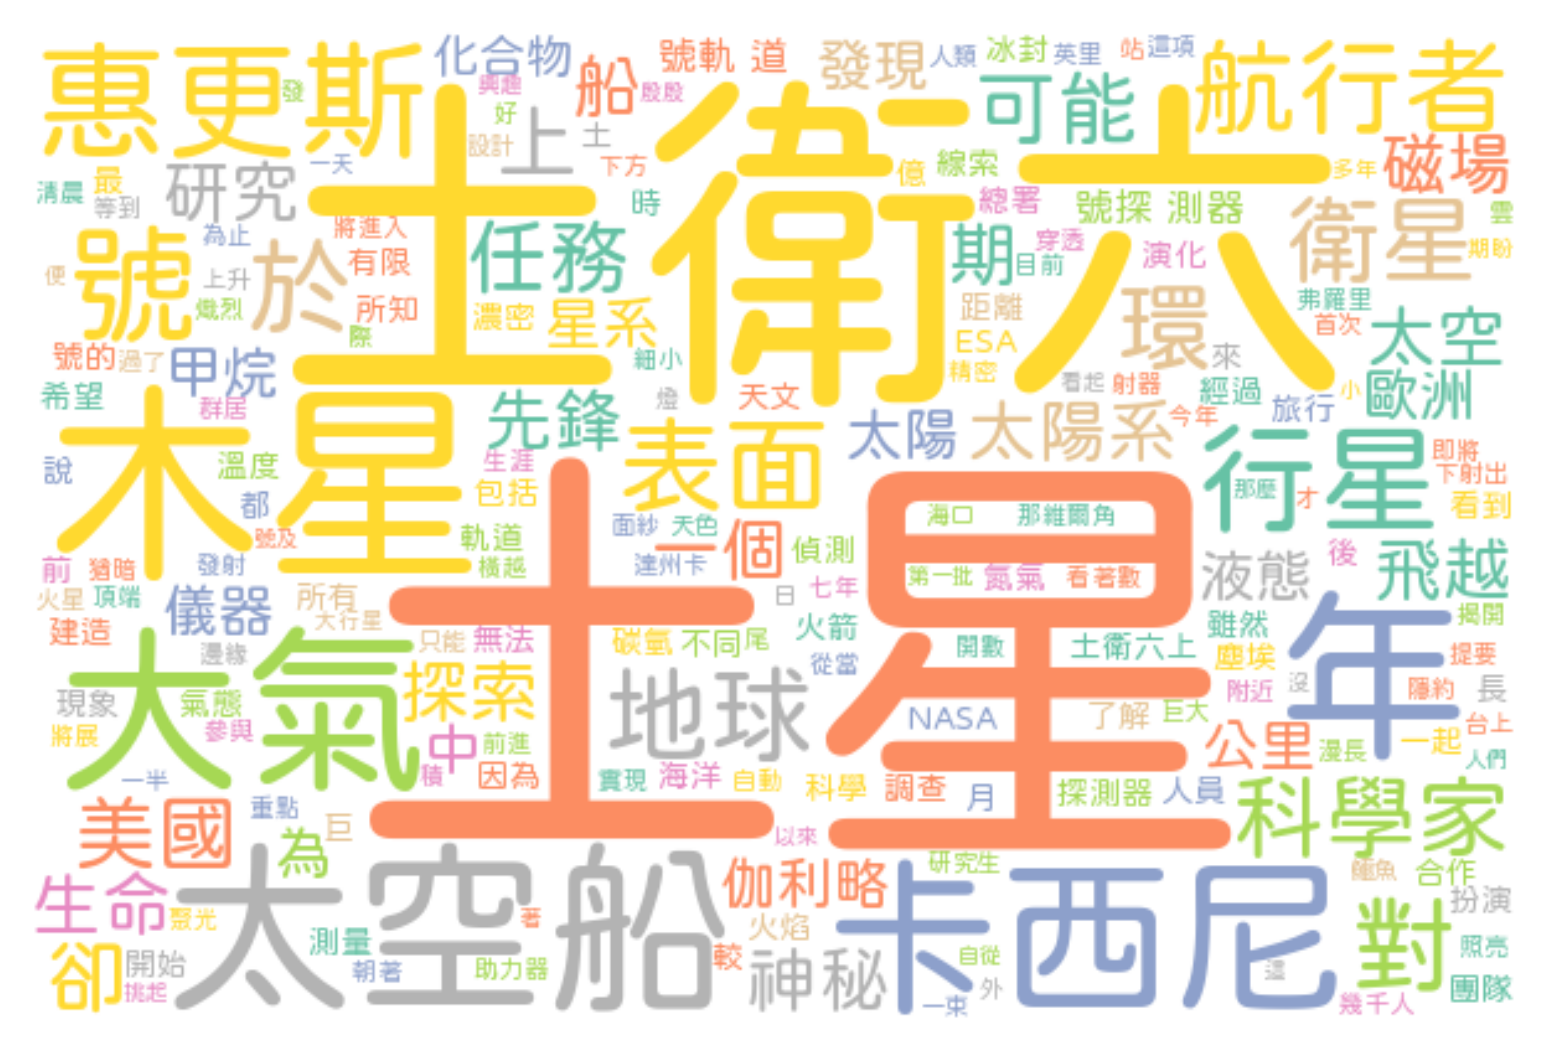 惠更斯
化合物
興趣
發
好
設計
上
船
號軌 道
殷殷
土
下方
發現
人類
冰封
英里
站
這項
可能
航行者
清晨
最
等到
研究
一天
土衛六
億
線索
多年
磁場
時
總署
號探 測器
衛星
雲
期盼
便
號
為止
上升
熾烈
於
將進入
有限
所知
際
任務
濃密
星系
期
穿透
目前
演化
距離
ESA
精密
環
來
弗羅里
首次
太空
號的
過了
甲烷
希望
群居
細小
燈
天文
看起
射器
經過
今年
旅行
小
歐洲
木星
先鋒
表面
太陽
太陽系
行星
即將
下射出
那麼
才
看到
說
溫度
都
號及
生涯
包括
軌道
橫越
面紗
天色
達州卡
一個
偵測
海口
那維爾角
第一批
氮氣
看著數
液態
後
飛越
前
猶暗
發射
火星
頂端
儀器
所有
大行星
建造
邊緣
只能
無法
土星
碳氫
不同
尾
日
七年
火箭
從當
開數
土衛六上
雖然
塵埃
附近
沒
年
揭開
提要
隱約
長
現象
氣態
將展
參與
大氣
探索
中
前進
積
因為
地球
NASA
了解
巨大
公里
漫長
一起
台上
人們
一半
實現
海洋
自動
科學
調查
月
探測器
人員
科學家
美國
重點
為
巨
以來
生命
聚光
太空船
著
伽利略
研究生
卡西尼
鱷魚
合作
扮演
對
卻
開始
挑起
測量
朝著
助力器
較
火焰
神秘
自從
外
一束
這
照亮
團隊
幾千人